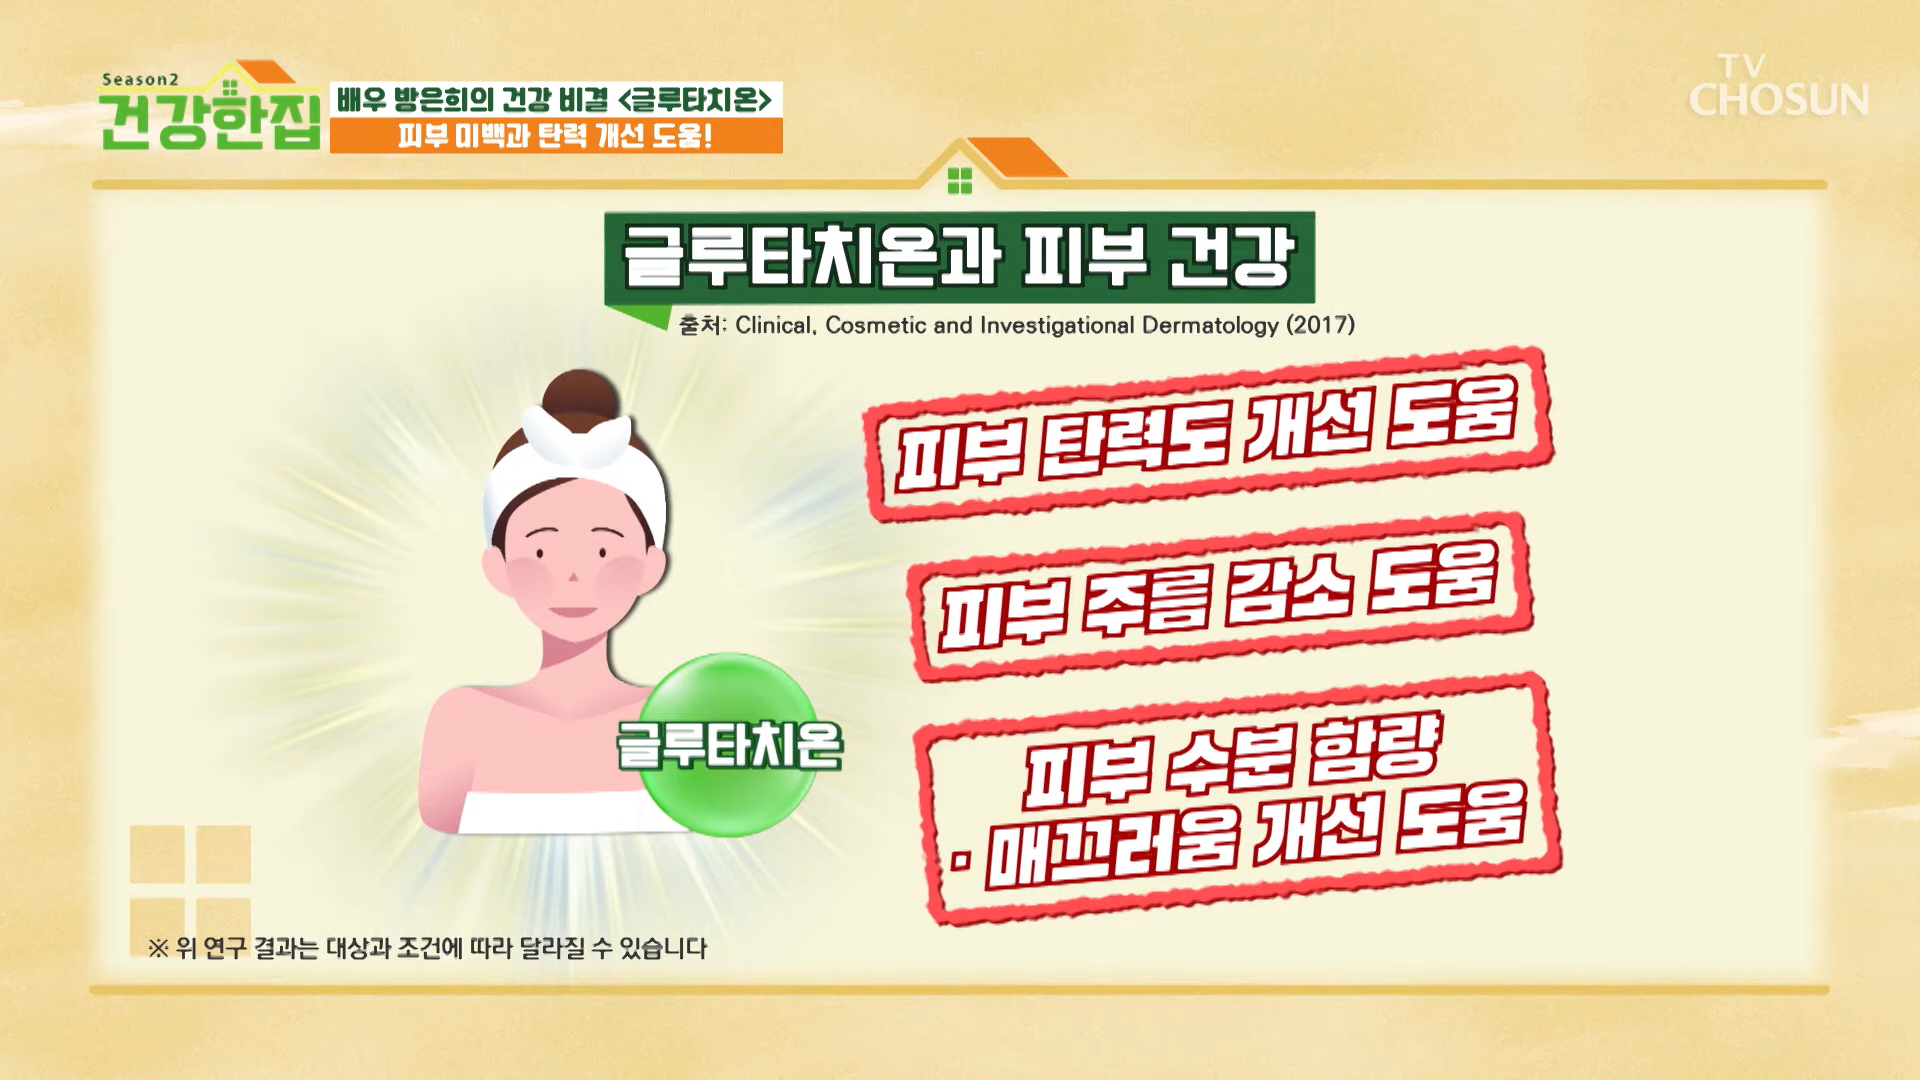 Season2
건강한집
배우 방은희의 건강 비결 <글루타치온>
피부 미백과 탄력 개선 도움!
TV
CHOSUN
글루타치온과 피부 건강
출처: Clinical, Cosmetic and Investigational Dermatology (2017)
피부 탄력도 개선 도움
피부 주름 감소 도움
피부 수분 함량
· 매끄러움 개선 도움
글루타치온
※ 위 연구 결과는 대상과 조건에 따라 달라질 수 있습니다